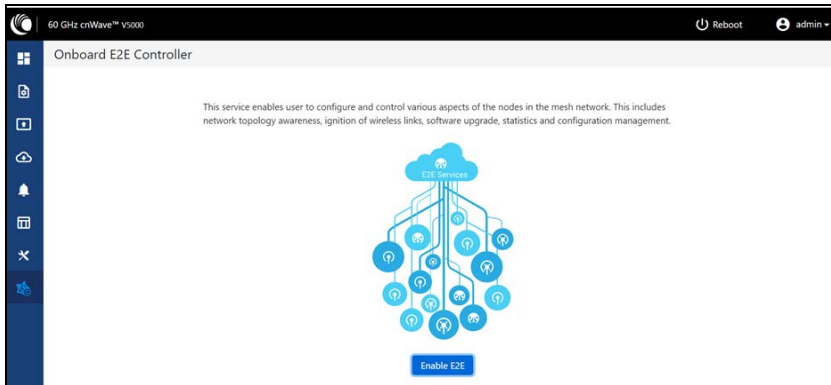 60 GHz cnWave™ V5000
Reboot
admin
Onboard E2E Controller
This service enables user to configure and control various aspects of the nodes in the mesh network. This includes
network topology awareness, ignition of wireless links, software upgrade, statistics and configuration management.
E2E Services
Enable E2E